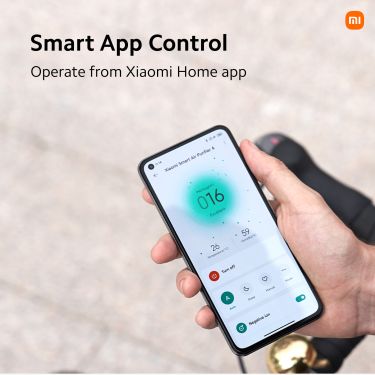 mi
Smart App Control
Operate from Xiaomi Home app
Xiaomi Smart Air Purifier 4
016
26
59
Turn off
Auto
Sleep
Manual
Negative ion